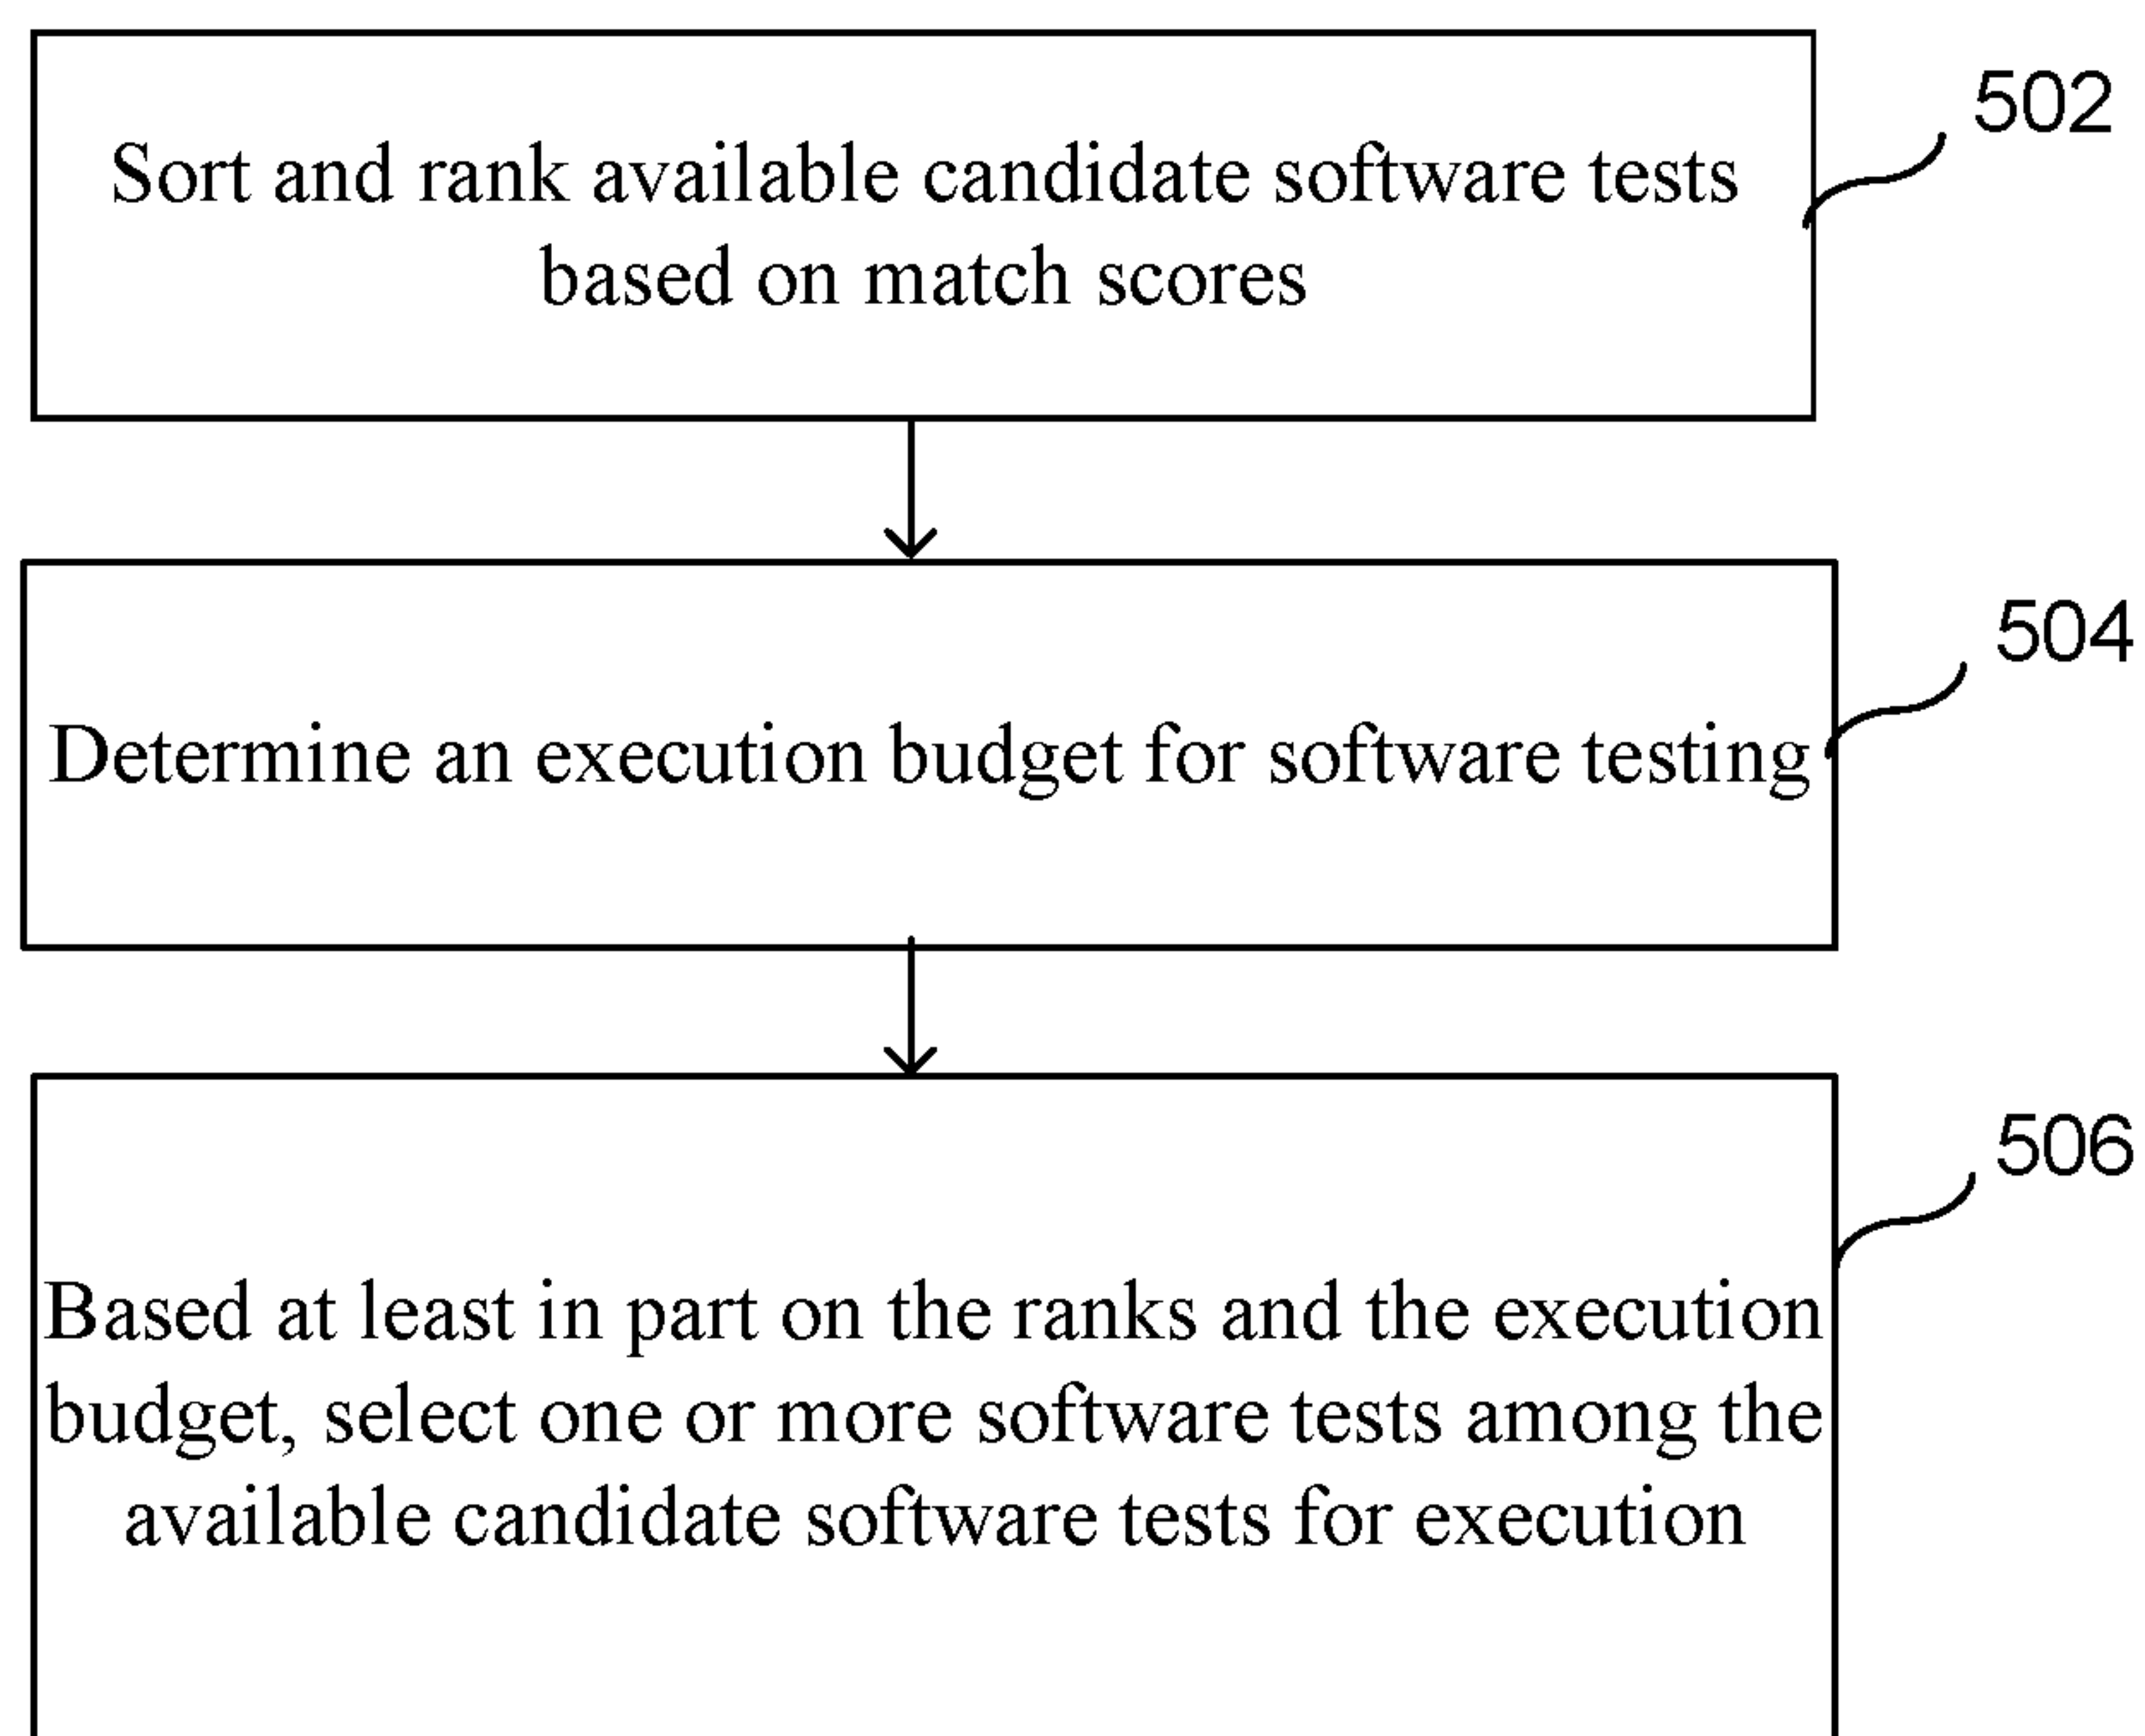 Sort and rank available candidate software tests
based on match scores
502
Determine an execution budget for software testing
504
Based at least in part on the ranks and the execution
budget, select one or more software tests among the
available candidate software tests for execution
506